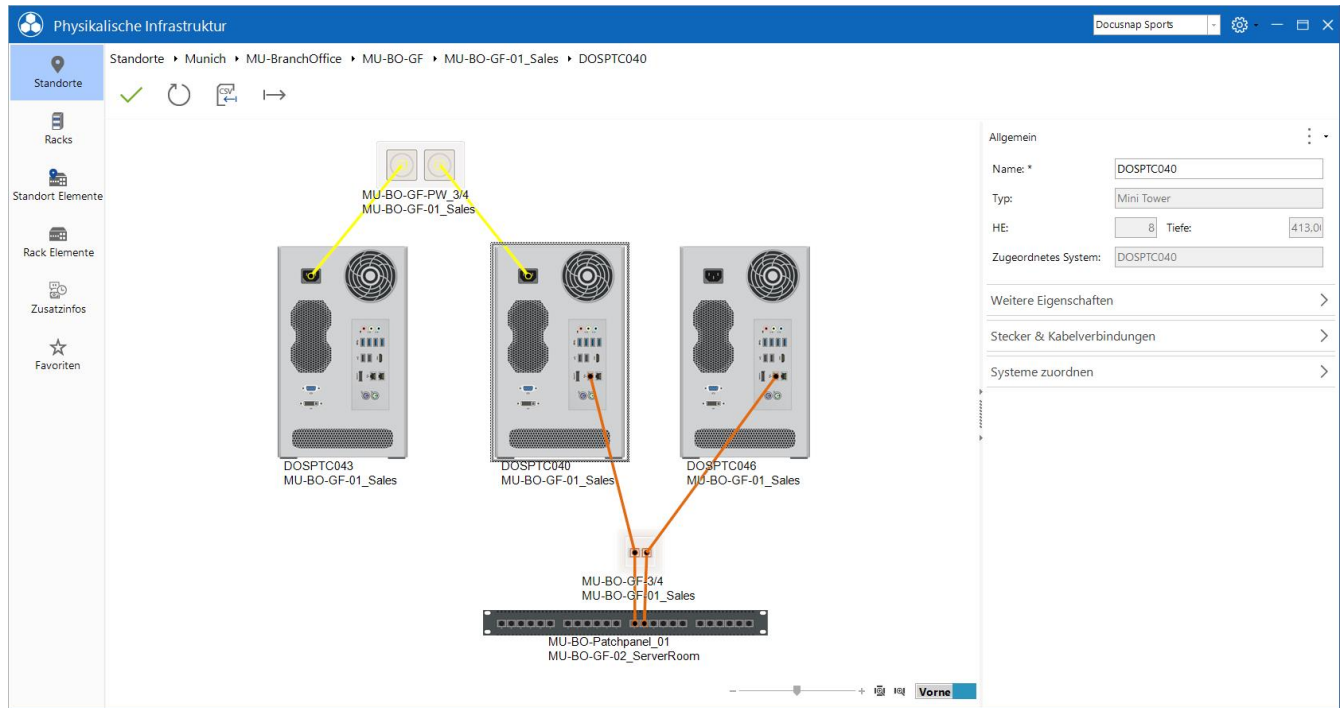 Physikalische Infrastruktur
Docusnap Sports
Standorte
Racks
Standort Elemente
Rack Elemente
Zusatzinfos
Favoriten
Standorte Munich MU-BranchOffice MU-BO-GF MU-BO-GF-01_Sales DOSPTC040
CSV
MU-BO-GF-PW_3/4
MU-BO-GF-01_Sales
DOSPTC043
MU-BO-GF-01_Sales
DOSPTC040
MU-BO-GF-01_Sales
DOSPTC046
MU-BO-GF-01_Sales
MU-BO-GF-3/4
MU-BO-GF-01_Sales
MU-BO-Patchpanel_01
MU-BO-GF-02_ServerRoom
Vorne
Allgemein
Name: * DOSPTC040
Typ: Mini Tower
HE: 8 Tiefe: 413.0
Zugeordnetes System: DOSPTC040
Weitere Eigenschaften
Stecker & Kabelverbindungen
Systeme zuordnen